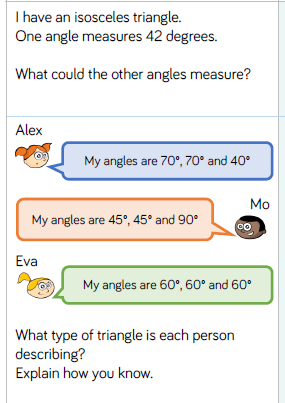 I have an isosceles triangle.
One angle measures 42 degrees.
What could the other angles measure?
Alex
My angles are 70°, 70° and 40°
Mo
My angles are 45°, 45° and 90°
Eva
My angles are 60°, 60° and 60°
What type of triangle is each person
describing?
Explain how you know.